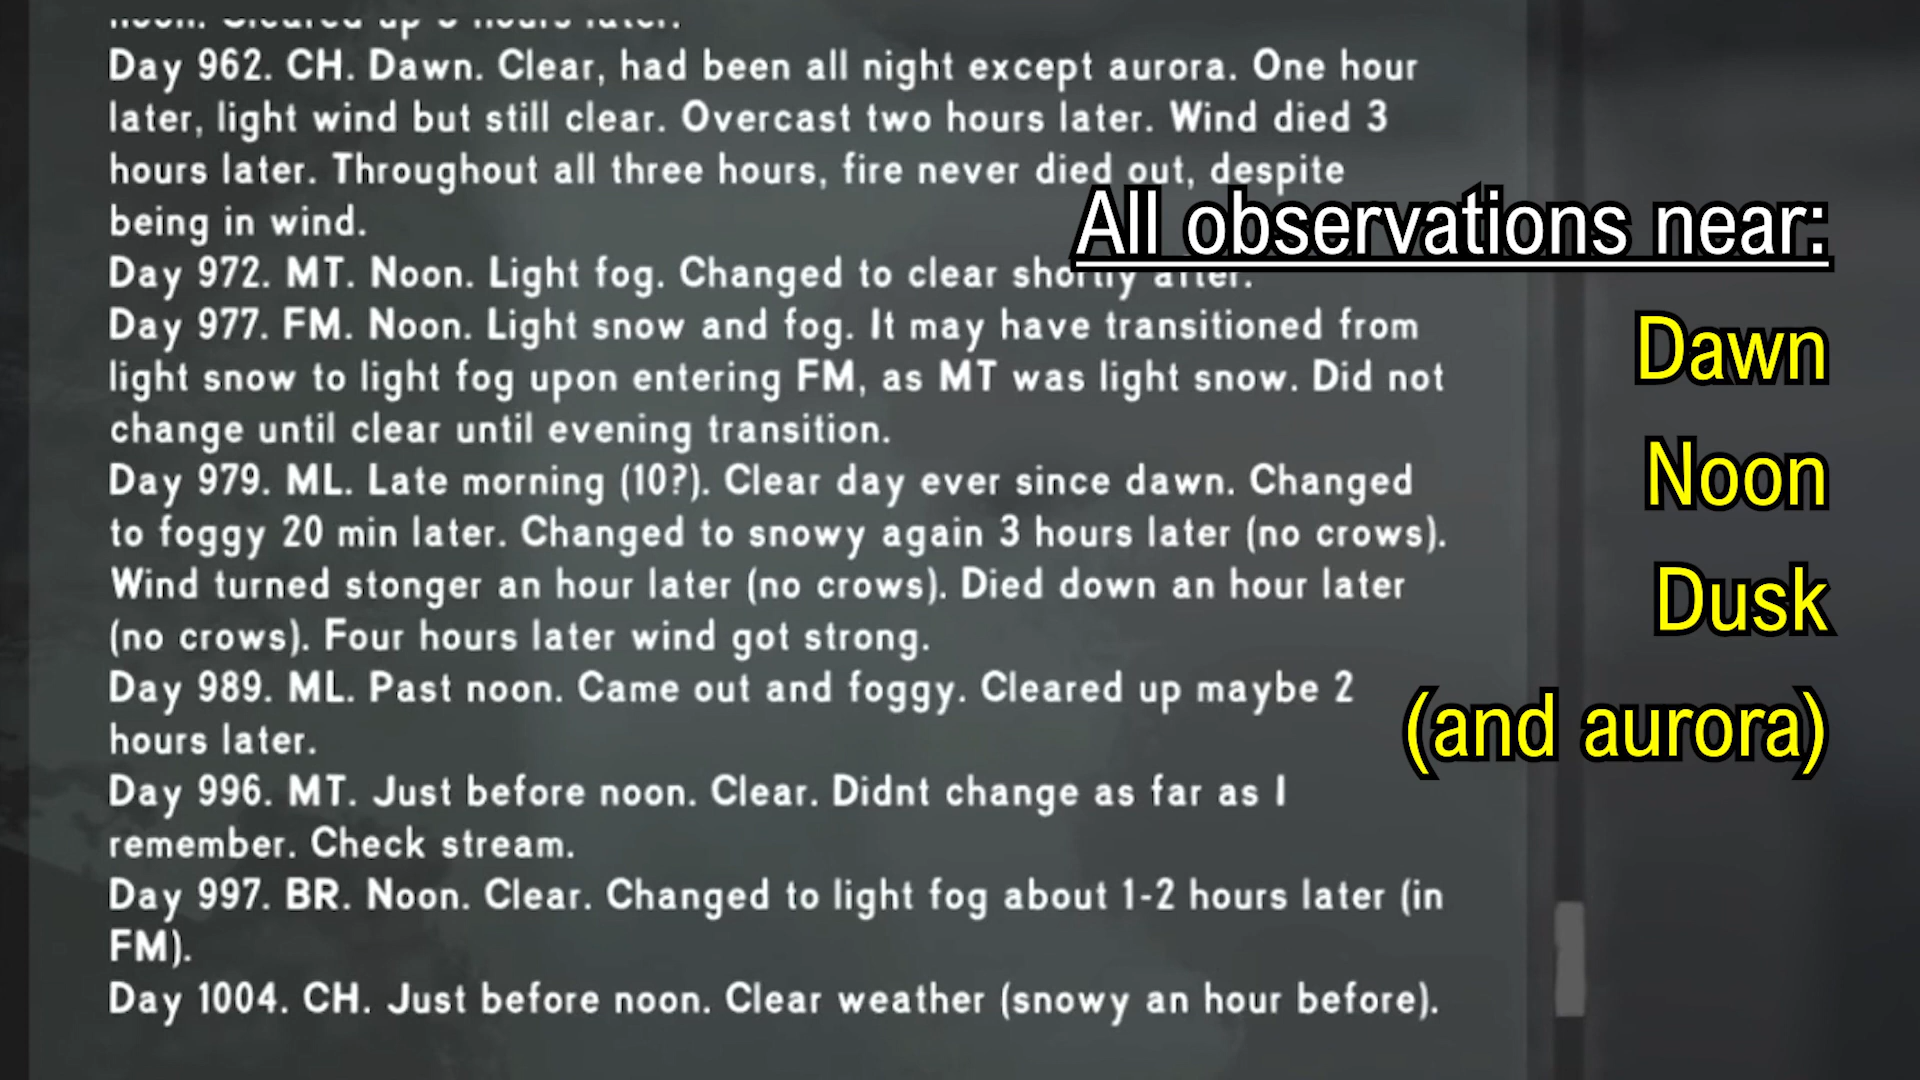 noon. Cleared up 3 hours later.
Day 962. CH. Dawn. Clear, had been all night except aurora. One hour
later, light wind but still clear. Overcast two hours later. Wind died 3
hours later. Throughout all three hours, fire never died out, despite
being in wind.
Day 972. MT. Noon. Light fog. Changed to clear shortly after.
Day 977. FM. Noon. Light snow and fog. It may have transitioned from
light snow to light fog upon entering FM, as MT was light snow. Did not
change until clear until evening transition.
Day 979. ML. Late morning (10?). Clear day ever since dawn. Changed
to foggy 20 min later. Changed to snowy again 3 hours later (no crows).
Wind turned stonger an hour later (no crows). Died down an hour later
(no crows). Four hours later wind got strong.
Day 989. ML. Past noon. Came out and foggy. Cleared up maybe 2
hours later.
Day 996. MT. Just before noon. Clear. Didnt change as far as I
remember. Check stream.
Day 997. BR. Noon. Clear. Changed to light fog about 1-2 hours later (in
FM).
Day 1004. CH. Just before noon. Clear weather (snowy an hour before).
All observations near:
Dawn
Noon
Dusk
(and aurora)